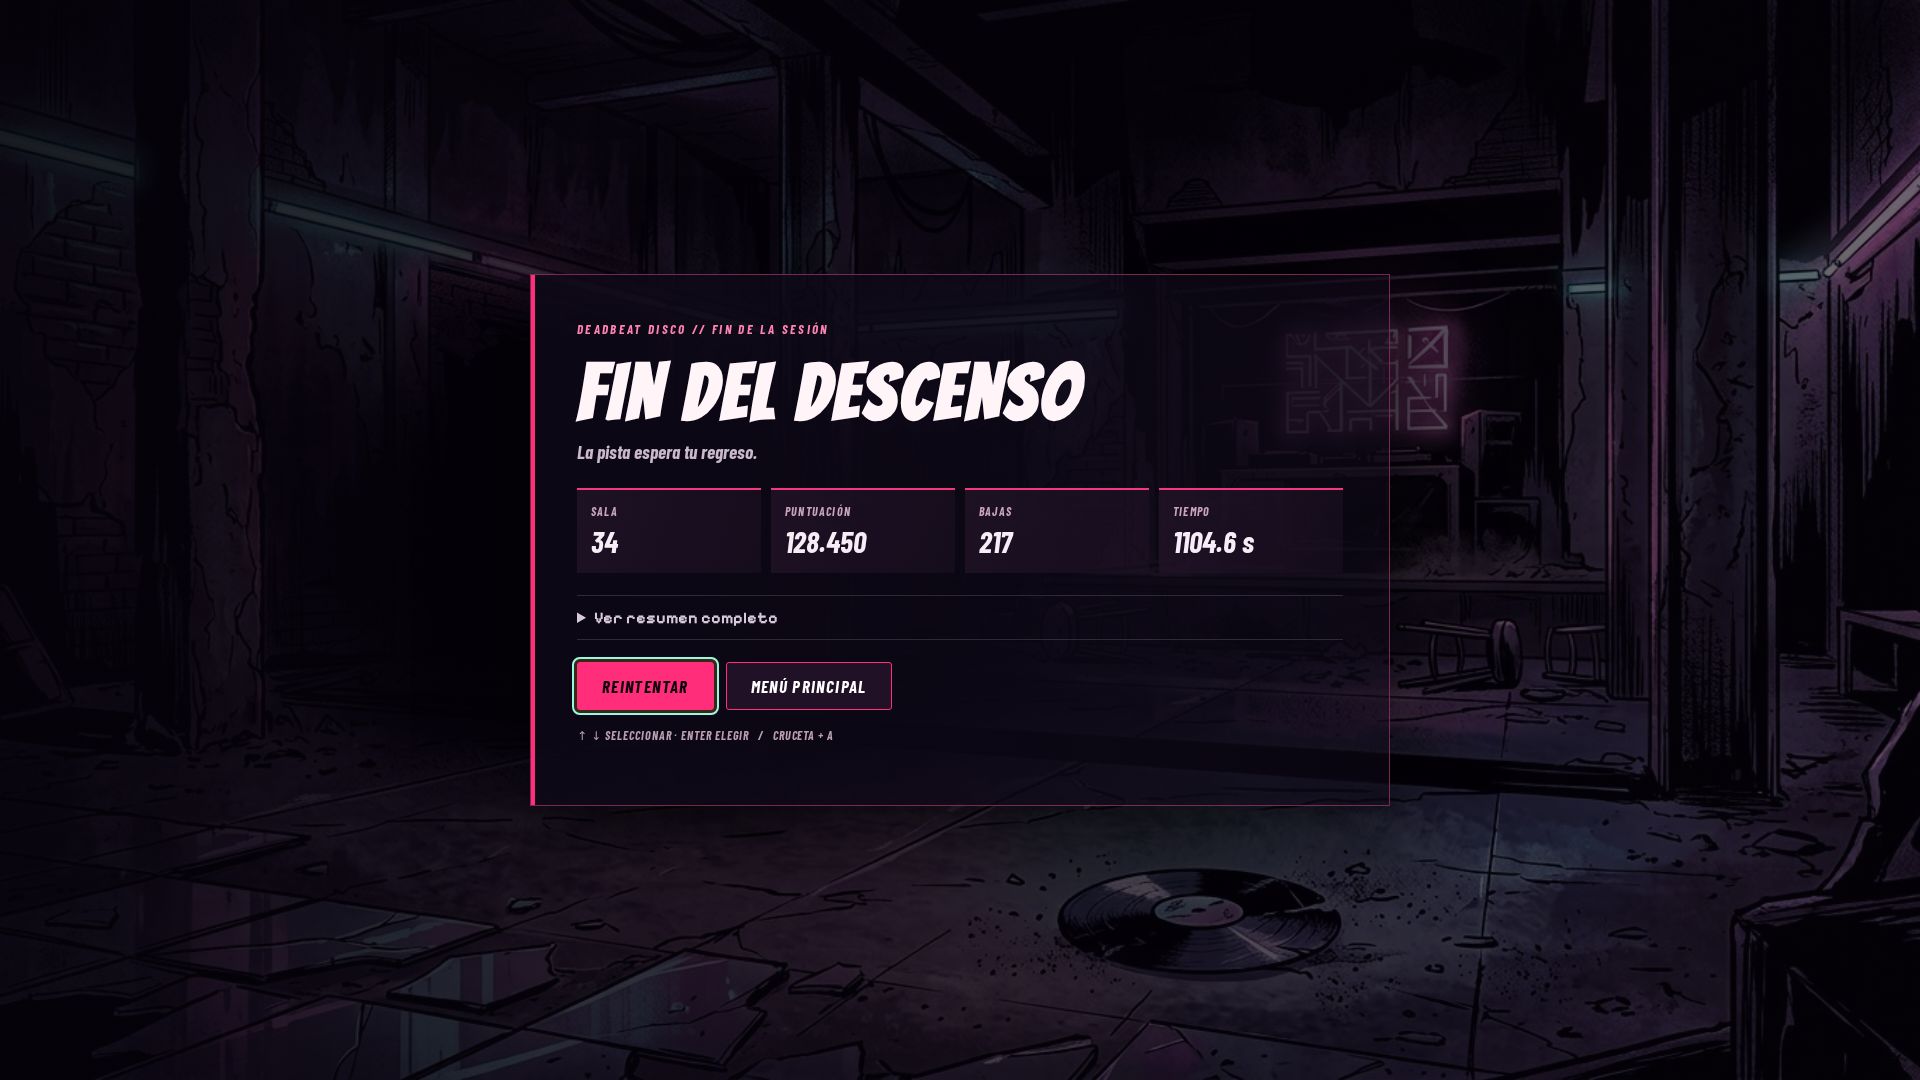 DEADBEAT DISCO // FIN DE LA SESIÓN
FIN DEL DESCENSO
La pista espera tu regreso.
SALA
34
PUNTUACIÓN
128.450
BAJAS
217
TIEMPO
1104.6 s
▶ Ver resumen completo
REINTENTAR
MENÚ PRINCIPAL
↑ ↓ SELECCIONAR · ENTER ELEGIR / CRUCETA + A